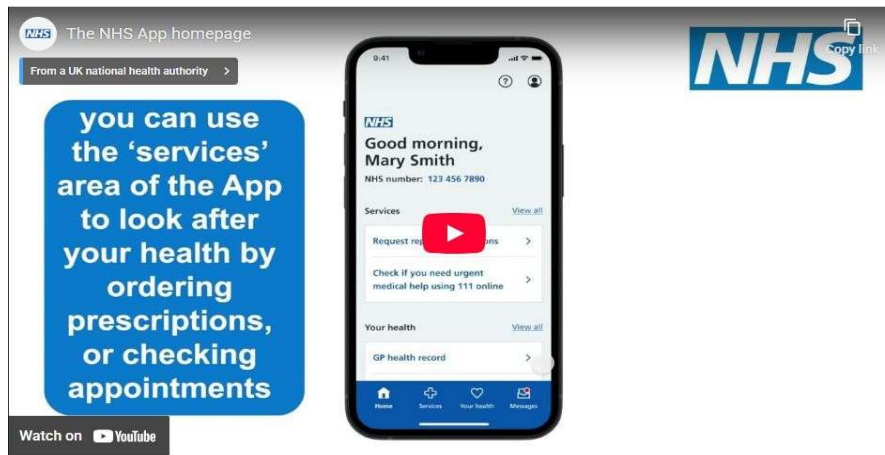 NHS The NHS App homepage
From a UK national health authority >
you can use
the ‘services’
area of the App
to look after
your health by
ordering
prescriptions,
or checking
appointments
Watch on YouTube
9:41
?
NHS
Good morning,
Mary Smith
NHS number: 123 456 7890
Services View all
Request ons >
Check if you need urgent
medical help using 111 online >
Your health View all
GP health record >
Home Services Your health Messages
NHS
Copy link